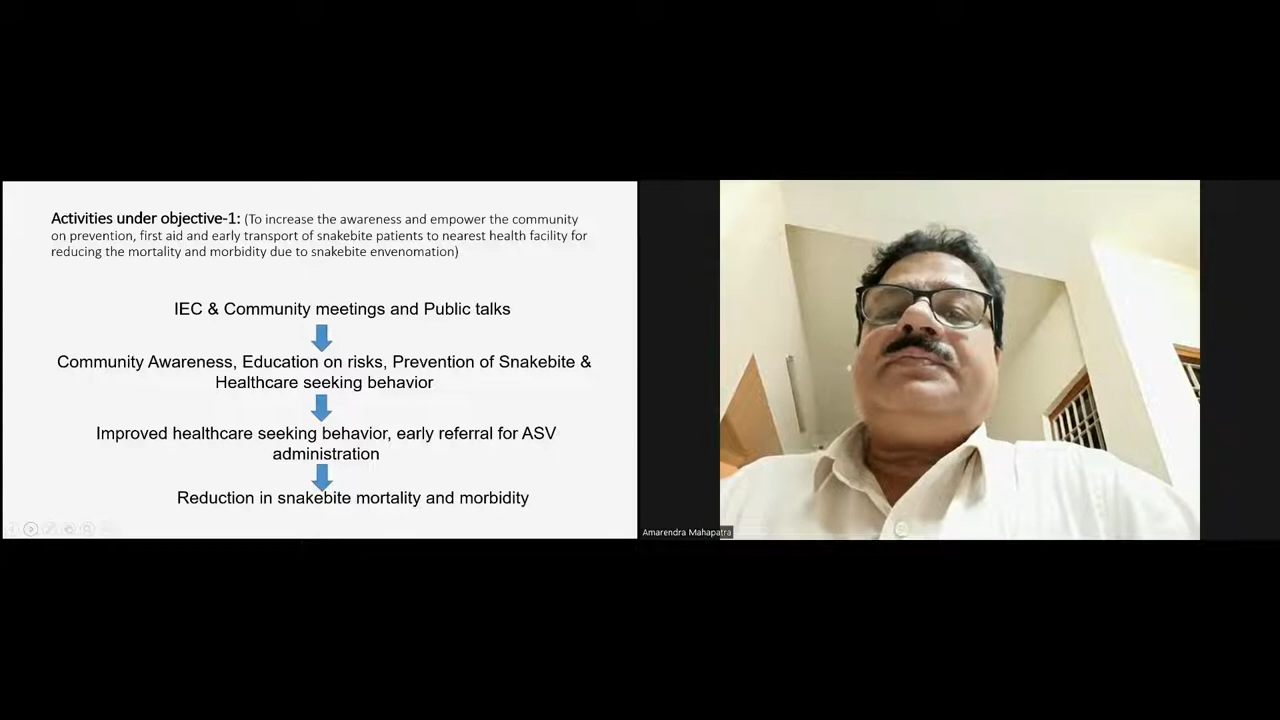 Activities under objective-1: (To increase the awareness and empower the community
on prevention, first aid and early transport of snakebite patients to nearest health facility for
reducing the mortality and morbidity due to snakebite envenomation)
IEC & Community meetings and Public talks
Community Awareness, Education on risks, Prevention of Snakebite &
Healthcare seeking behavior
Improved healthcare seeking behavior, early referral for ASV
administration
Reduction in snakebite mortality and morbidity
Amarendra Mahapatra